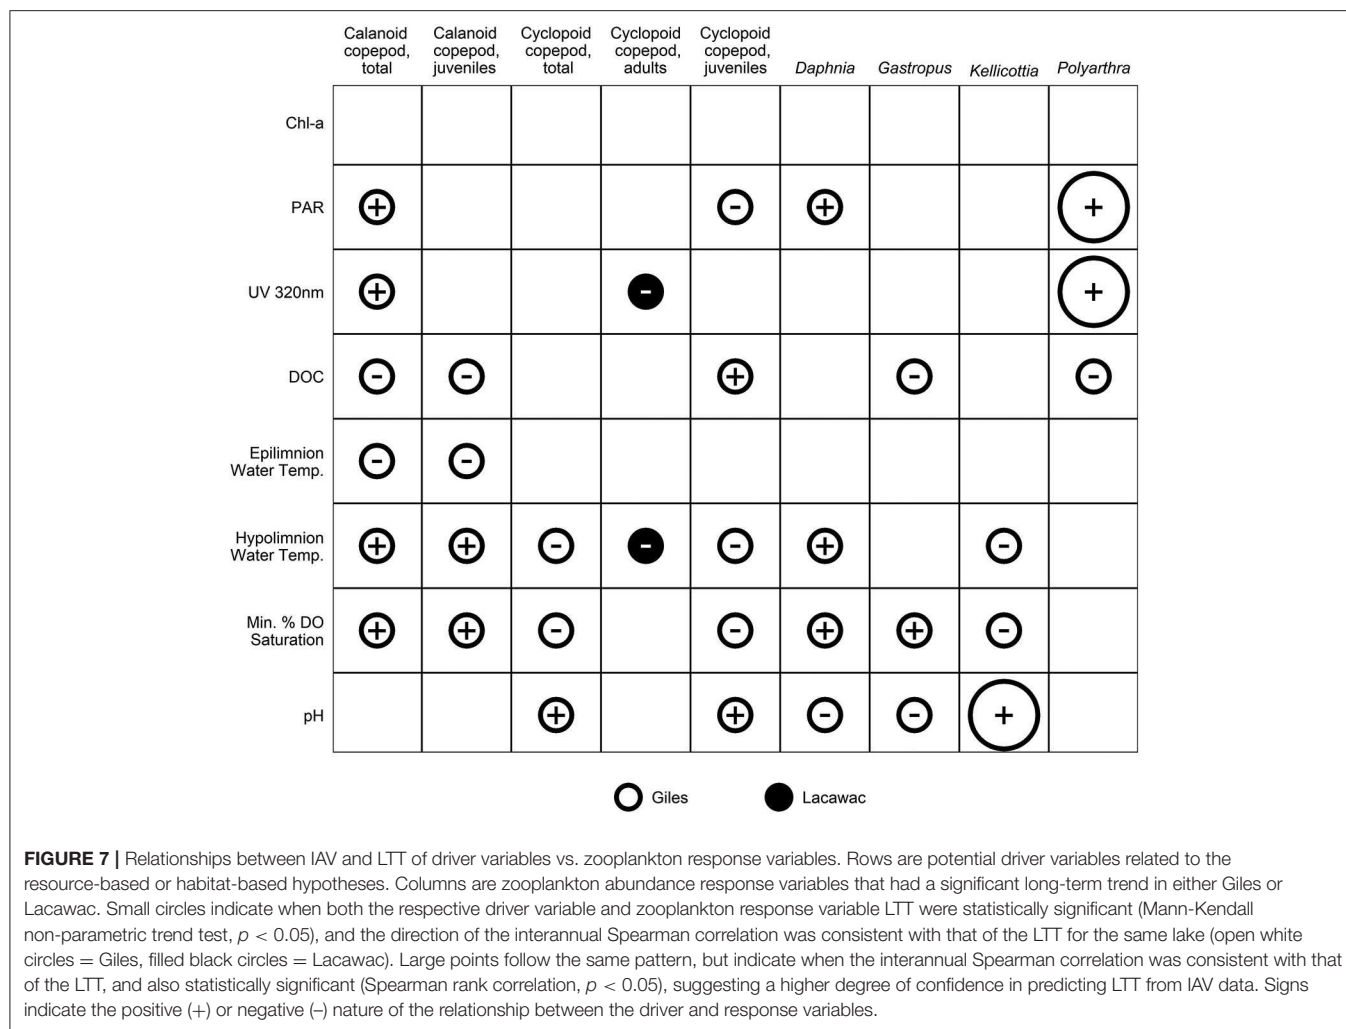 Calanoid copepod, total
Calanoid copepod, juveniles
Cyclopoid copepod, total
Cyclopoid copepod, adults
Cyclopoid copepod, juveniles
Daphnia
Gastropus
Kellicottia
Polyarthra
Chl-a
PAR
+
-
+
+
UV 320nm
+
-
+
DOC
-
-
+
-
-
Epilimnion
Water Temp.
-
-
Hypolimnion
Water Temp.
+
+
-
-
-
+
-
Min. % DO
Saturation
+
+
-
-
+
+
-
pH
+
+
-
-
+
Giles
Lacawac
FIGURE 7 | Relationships between IAV and LTT of driver variables vs. zooplankton response variables. Rows are potential driver variables related to the
resource-based or habitat-based hypotheses. Columns are zooplankton abundance response variables that had a significant long-term trend in either Giles or
Lacawac. Small circles indicate when both the respective driver variable and zooplankton response variable LTT were statistically significant (Mann-Kendall
non-parametric trend test, p < 0.05), and the direction of the interannual Spearman correlation was consistent with that of the LTT for the same lake (open white
circles = Giles, filled black circles = Lacawac). Large points follow the same pattern, but indicate when the interannual Spearman correlation was consistent with that
of the LTT, and also statistically significant (Spearman rank correlation, p < 0.05), suggesting a higher degree of confidence in predicting LTT from IAV data. Signs
indicate the positive (+) or negative (–) nature of the relationship between the driver and response variables.